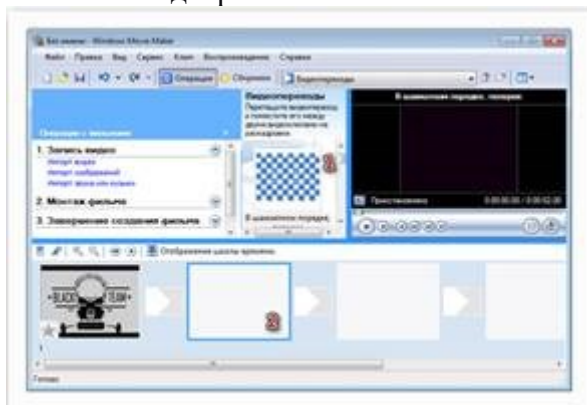 Без имени - Windows Movie Maker
Файл Правка Вид Сервис Клип Воспроизведение Справка
Операции Сборники Видеопереходы
Операции с фильмами
1. Запись видео
Импорт видео
Импорт изображений
Импорт звука или музыки
2. Монтаж фильма
3. Завершение создания фильма
Видеопереходы
Перетащите видеопереход
и поместите его между
двумя видеоклипами на
раскадровке.
В шахматном порядке,
В шахматном порядке, поперек
Приостановлено
Отображение шкалы времени
BLACK TEAM
Готово